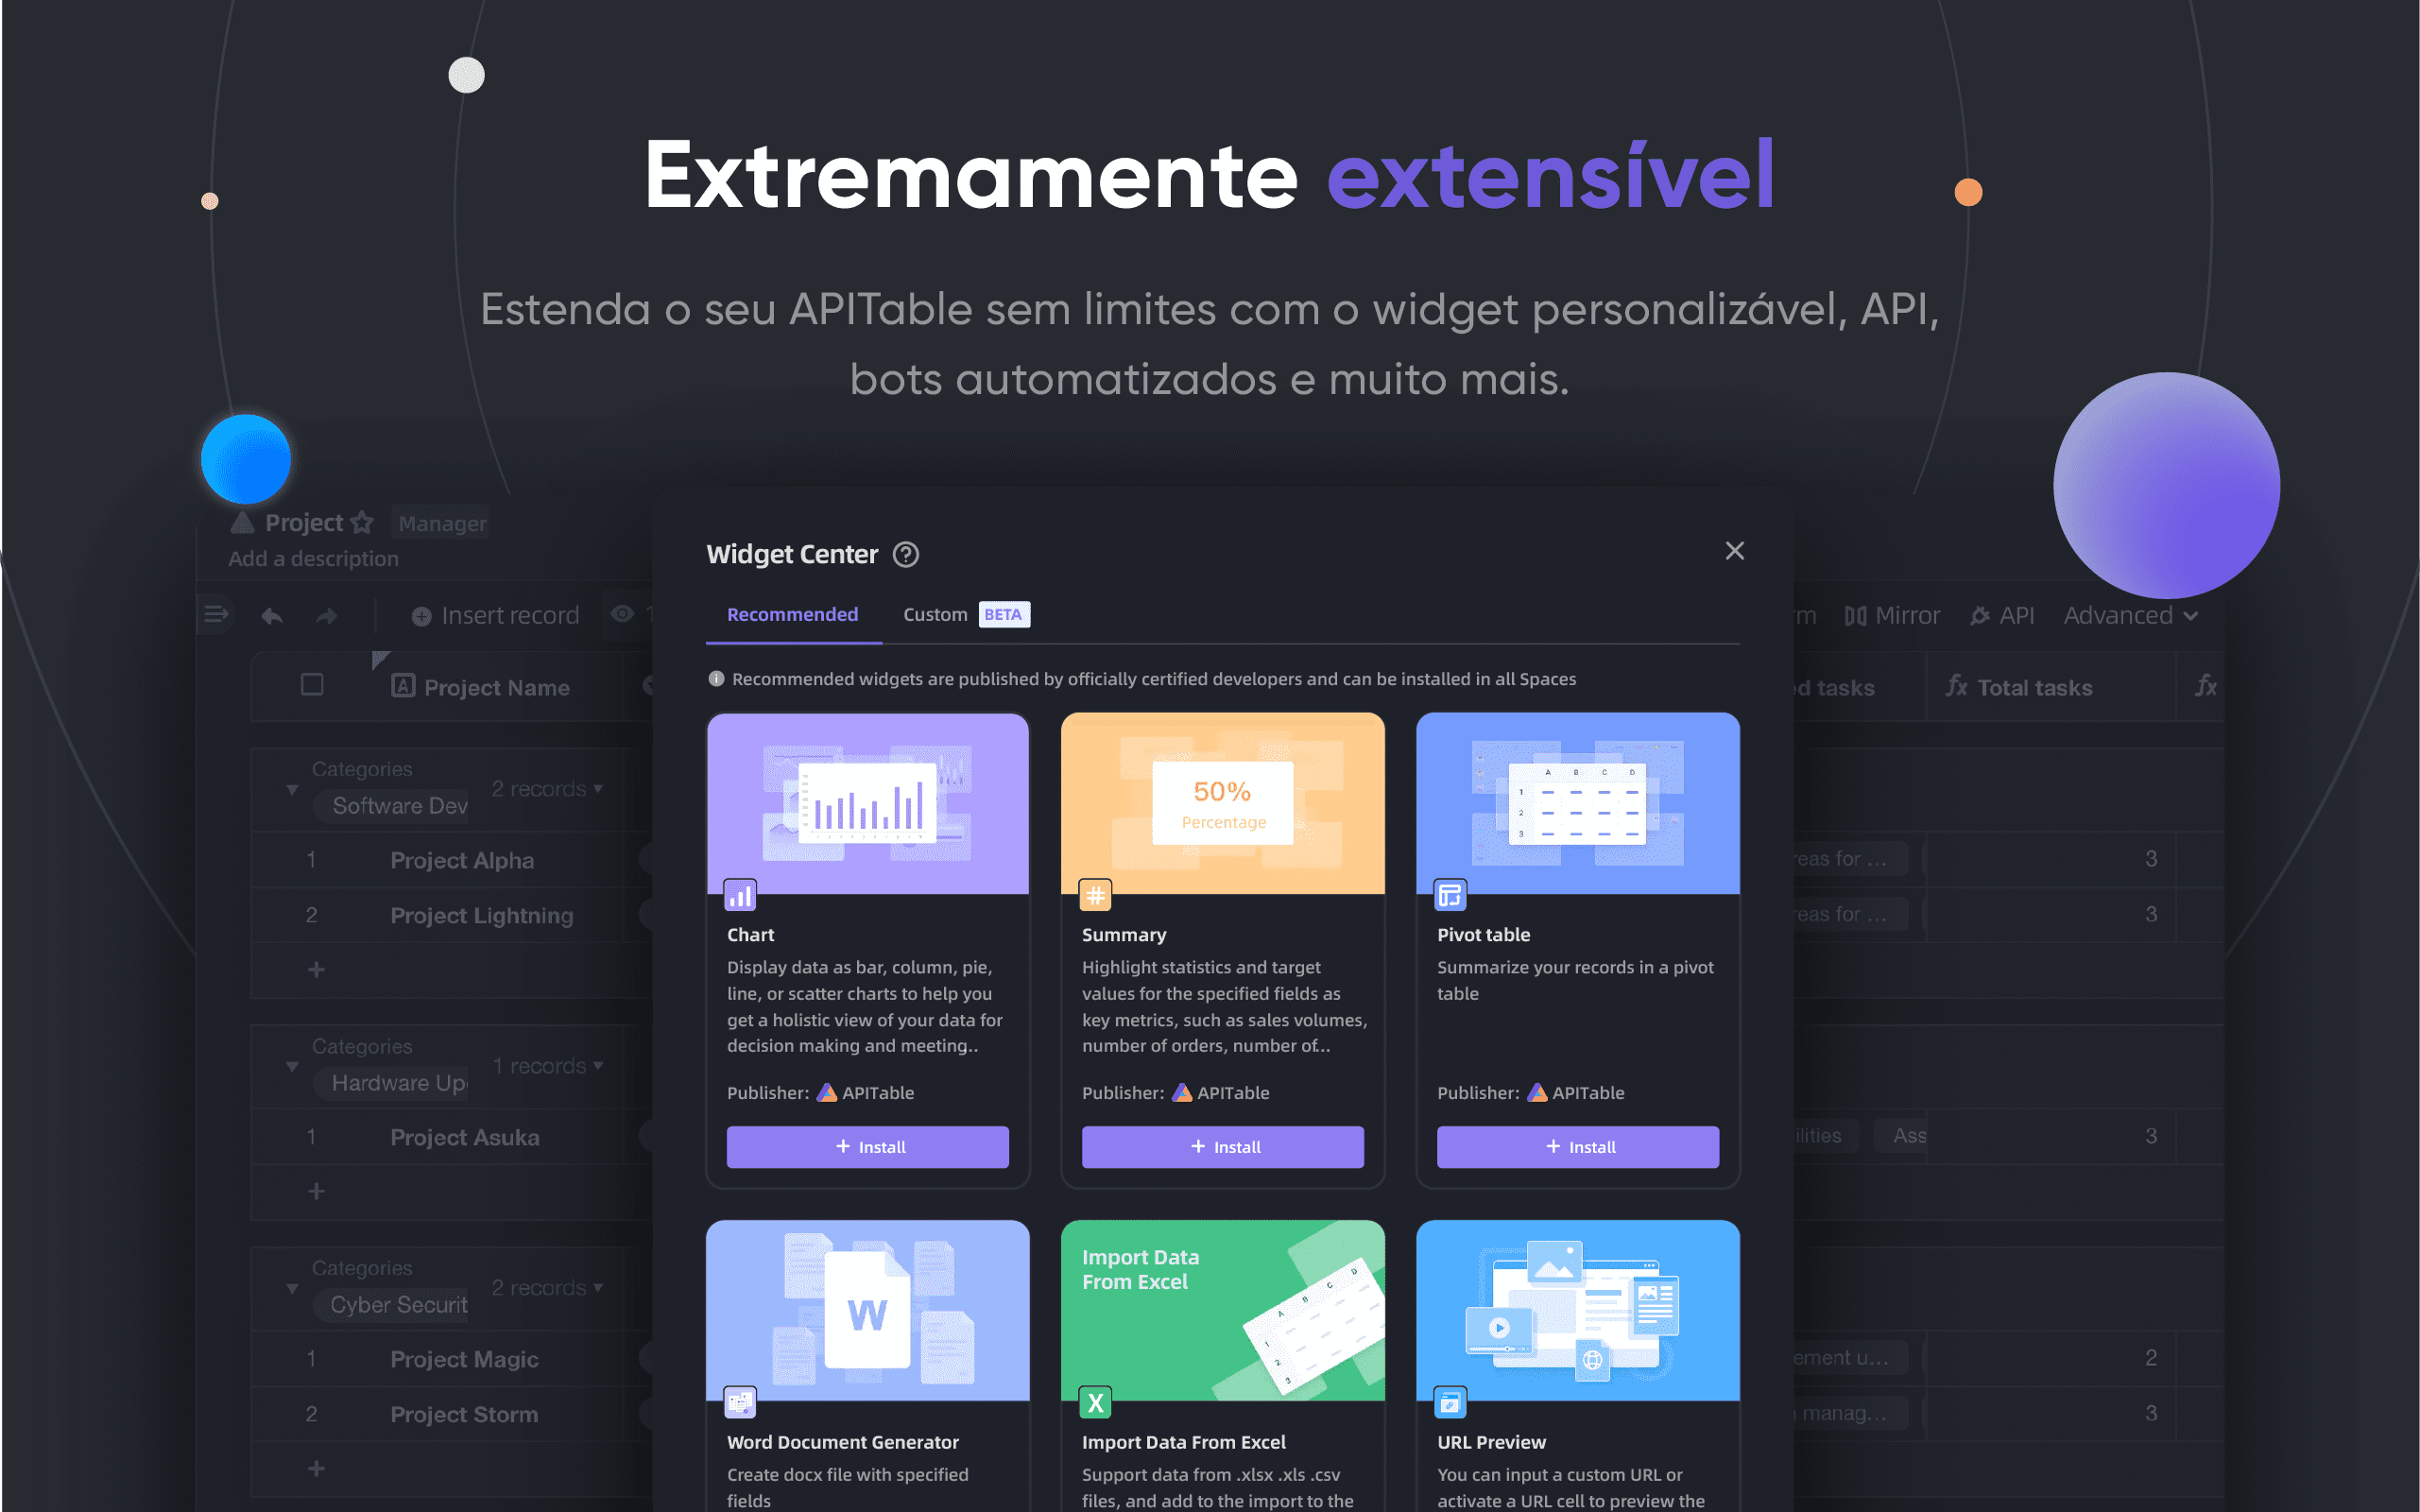 Extremamente extensível
Estenda o seu APITable sem limites com o widget personalizável, API,
bots automatizados e muito mais.
Project
Manager
Add a description
Insert record
Mirror
API
Advanced
Project Name
tasks
Total tasks
Categories
Software Dev
2 records
1 Project Alpha
reas for ... 3
2 Project Lightning
reas for ... 3
Categories
Hardware Up
1 records
1 Project Asuka
ilities Ass 3
Categories
Cyber Securit
2 records
1 Project Magic
ement u... 2
2 Project Storm
manag... 3
Widget Center
Recommended
Custom BETA
Recommended widgets are published by officially certified developers and can be installed in all Spaces
Chart
Display data as bar, column, pie,
line, or scatter charts to help you
get a holistic view of your data for
decision making and meeting..
Publisher: APITable
+ Install
50%
Percentage
Summary
Highlight statistics and target
values for the specified fields as
key metrics, such as sales volumes,
number of orders, number of...
Publisher: APITable
+ Install
A B C D
1
2
3
Pivot table
Summarize your records in a pivot
table
Publisher: APITable
+ Install
W
Word Document Generator
Create docx file with specified
fields
Import Data
From Excel
A B C D
1
2
3
X
Import Data From Excel
Support data from .xlsx .xls .csv
files, and add to the import to the
URL Preview
You can input a custom URL or
activate a URL cell to preview the